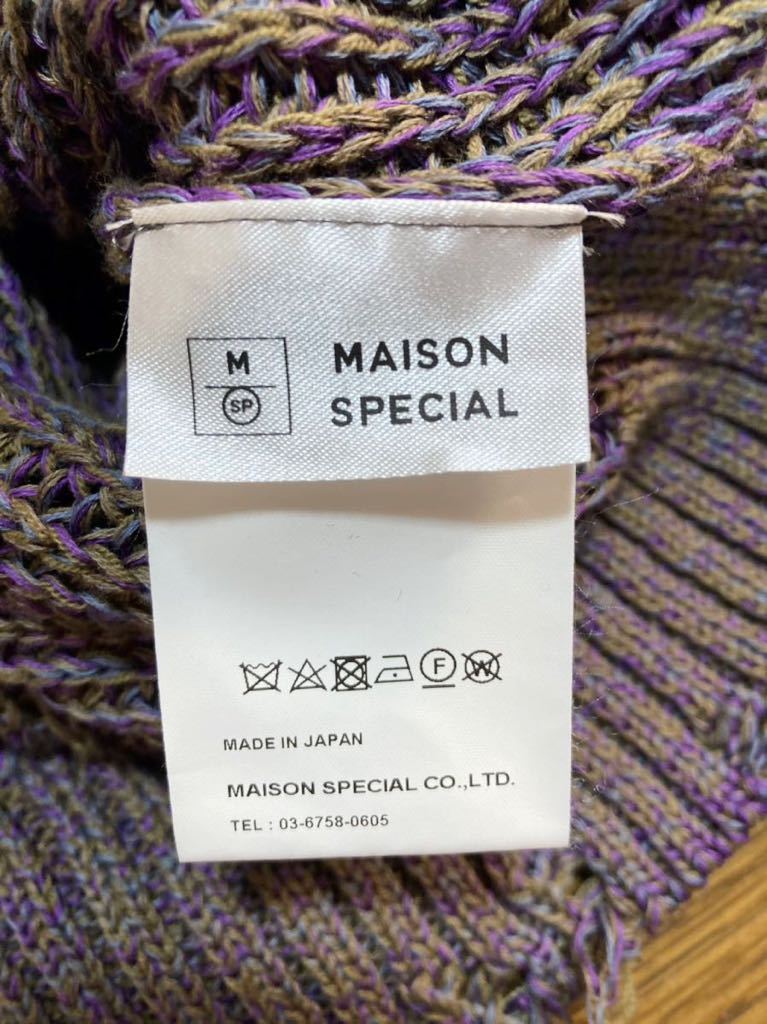 M
SP
MAISON
SPECIAL
F
W
MADE IN JAPAN
MAISON SPECIAL CO.,LTD.
TEL : 03-6758-0605